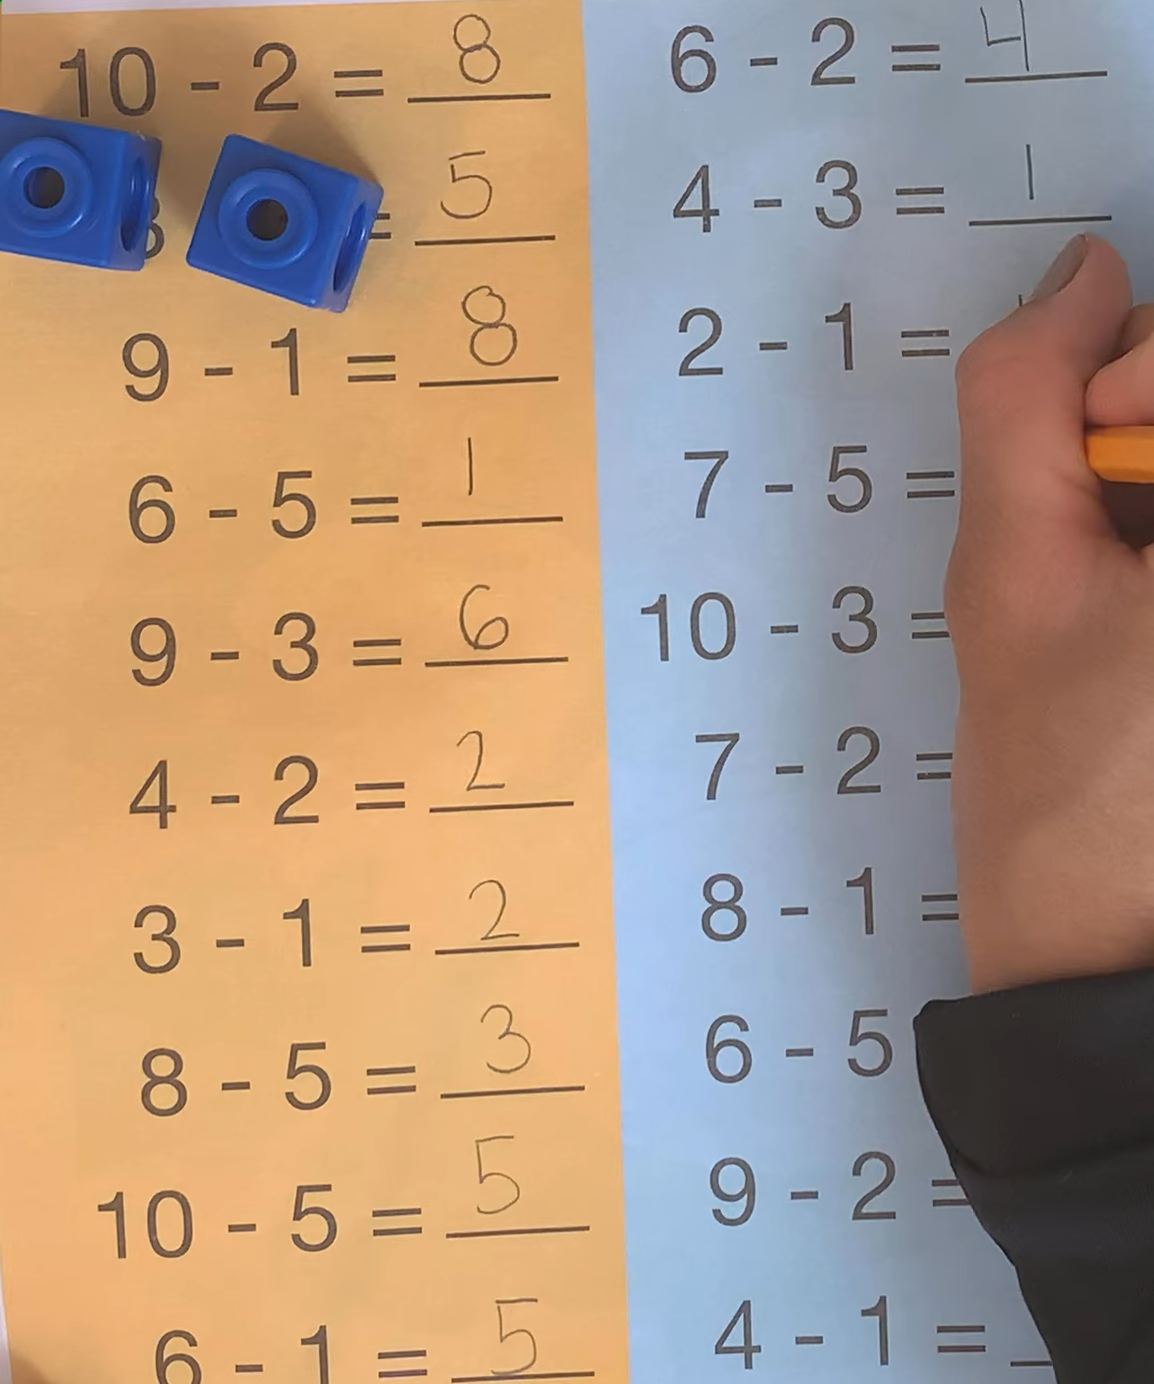 10 - 2 = 8
= 5
9 - 1 = 8
6 - 5 = 1
9 - 3 = 6
4 - 2 = 2
3 - 1 = 2
8 - 5 = 3
10 - 5 = 5
6 - 1 = 5
6 - 2 = 4
4 - 3 = 1
2 - 1 =
7 - 5 =
10 - 3 =
7 - 2 =
8 - 1 =
6 - 5
9 - 2 =
4 - 1 =